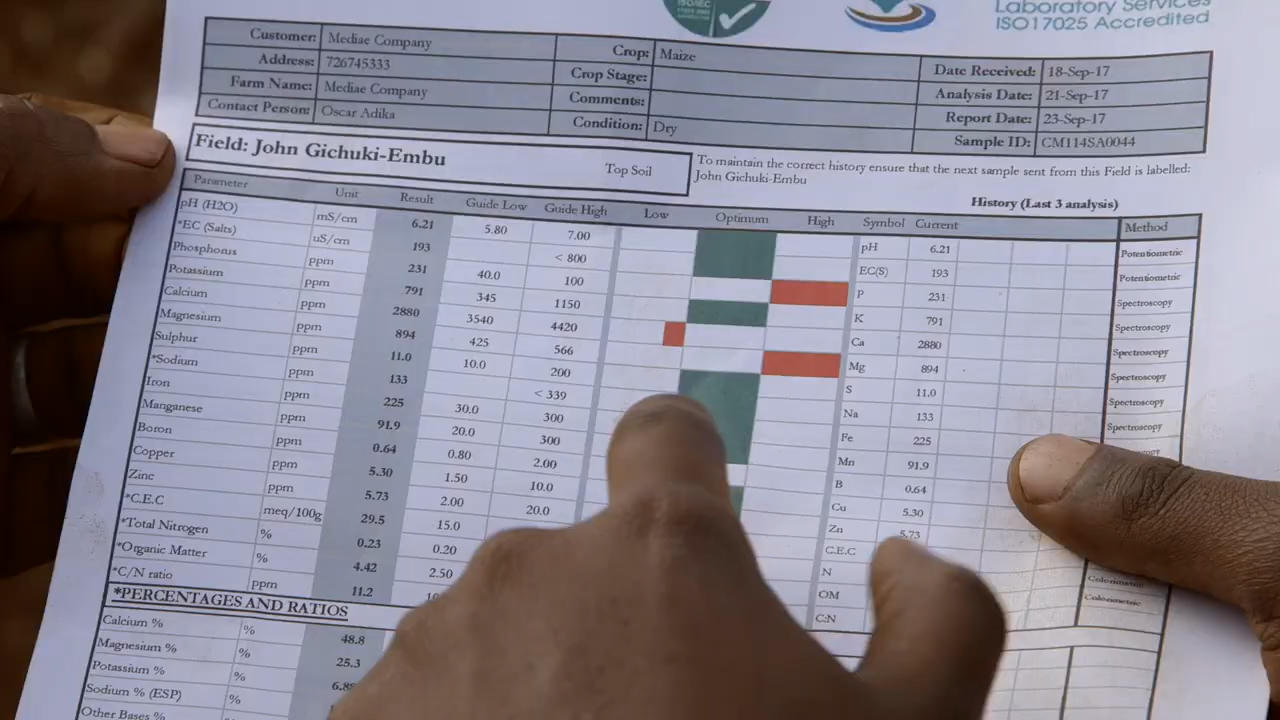 Laboratory Services
ISO17025 Accredited
Customer: Mediae Company Crop: Maize Date Received: 18-Sep-17
Address: 726745333 Crop Stage: Analysis Date: 21-Sep-17
Farm Name: Mediae Company Comments: Report Date: 23-Sep-17
Contact Person: Oscar Adika Condition: Dry Sample ID: CM114SA0044
Field: John Gichuki-Embu Top Soil
To maintain the correct history ensure that the next sample sent from this Field is labelled:
John Gichuki-Embu
History (Last 3 analysis)
Parameter Unit Result Guide Low Guide High Low Optimum High Symbol Current Method
pH (H2O) 6.21 5.80 7.00 pH 6.21 Potentiometric
*EC (Salts) mS/cm 193 < 800 EC(S) 193 Potentiometric
Phosphorus uS/cm 231 40.0 100 P 231 Spectroscopy
Potassium ppm 791 345 1150 K 791 Spectroscopy
Calcium ppm 2880 3540 4420 Ca 2880 Spectroscopy
Magnesium ppm 894 425 566 Mg 894 Spectroscopy
Sulphur ppm 11.0 10.0 200 S 11.0 Spectroscopy
*Sodium ppm 133 < 339 Na 133 Spectroscopy
Iron ppm 225 30.0 300 Fe 225
Manganese ppm 91.9 20.0 300 Mn 91.9
Boron ppm 0.64 0.80 2.00 B 0.64
Copper ppm 5.30 1.50 10.0 Cu 5.30
Zinc ppm 5.73 2.00 20.0 Zn 5.73
*C.E.C meq/100g 29.5 15.0 C.E.C
*Total Nitrogen % 0.23 0.20 N
*Organic Matter % 4.42 2.50 OM Colorimetric
*C/N ratio ppm 11.2 C:N Colorimetric
*PERCENTAGES AND RATIOS
Calcium % % 48.8
Magnesium % % 25.3
Potassium % %
Sodium % (ESP) %
Other Bases %